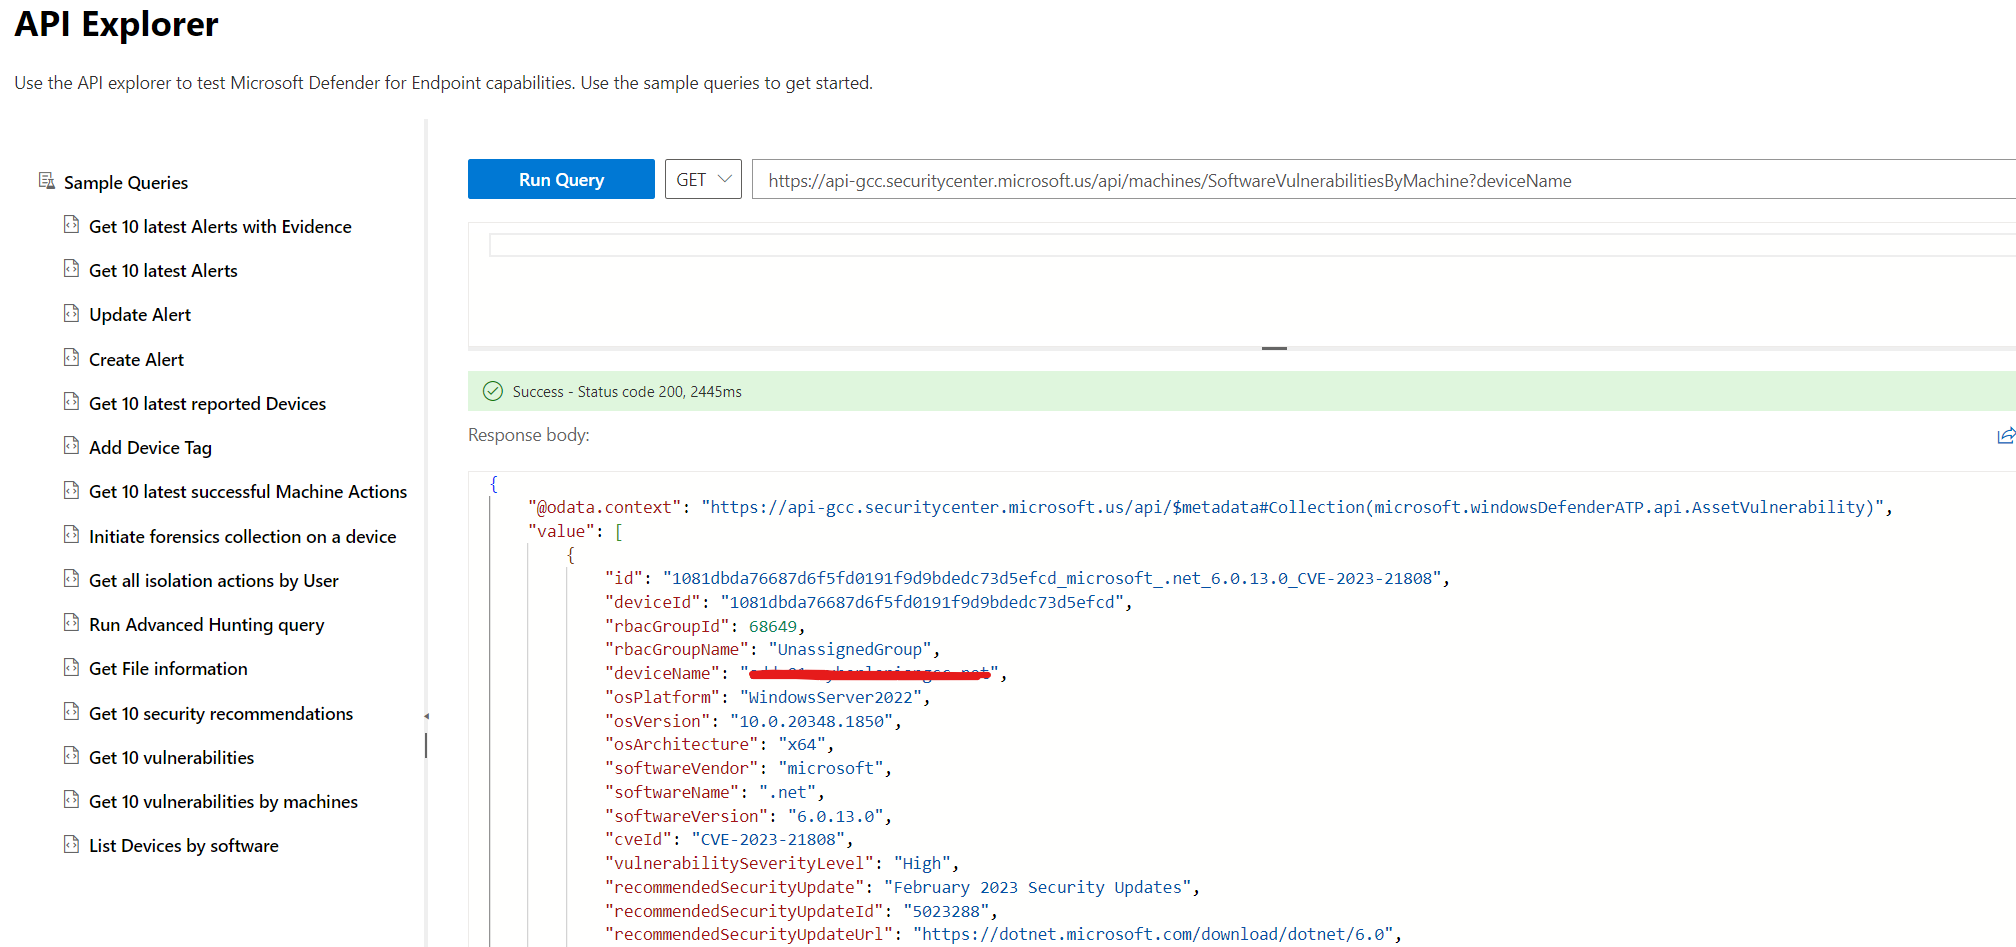 API Explorer
Use the API explorer to test Microsoft Defender for Endpoint capabilities. Use the sample queries to get started.
Sample Queries
Get 10 latest Alerts with Evidence
Get 10 latest Alerts
Update Alert
Create Alert
Get 10 latest reported Devices
Add Device Tag
Get 10 latest successful Machine Actions
Initiate forensics collection on a device
Get all isolation actions by User
Run Advanced Hunting query
Get File information
Get 10 security recommendations
Get 10 vulnerabilities
Get 10 vulnerabilities by machines
List Devices by software
Run Query GET https://api-gcc.securitycenter.microsoft.us/api/machines/SoftwareVulnerabilitiesByMachine?deviceName
Success - Status code 200, 2445ms
Response body:
{
"@odata.context": "https://api-gcc.securitycenter.microsoft.us/api/$metadata#Collection(microsoft.windowsDefenderATP.api.AssetVulnerability)",
"value": [
{
"id": "1081dbda76687d6f5fd0191f9d9bdedc73d5efcd_microsoft_.net_6.0.13.0_CVE-2023-21808",
"deviceId": "1081dbda76687d6f5fd0191f9d9bdedc73d5efcd",
"rbacGroupId": 68649,
"rbacGroupName": "UnassignedGroup",
"deviceName": "",
"osPlatform": "WindowsServer2022",
"osVersion": "10.0.20348.1850",
"osArchitecture": "x64",
"softwareVendor": "microsoft",
"softwareName": ".net",
"softwareVersion": "6.0.13.0",
"cveId": "CVE-2023-21808",
"vulnerabilitySeverityLevel": "High",
"recommendedSecurityUpdate": "February 2023 Security Updates",
"recommendedSecurityUpdateId": "5023288",
"recommendedSecurityUpdateUrl": "https://dotnet.microsoft.com/download/dotnet/6.0",